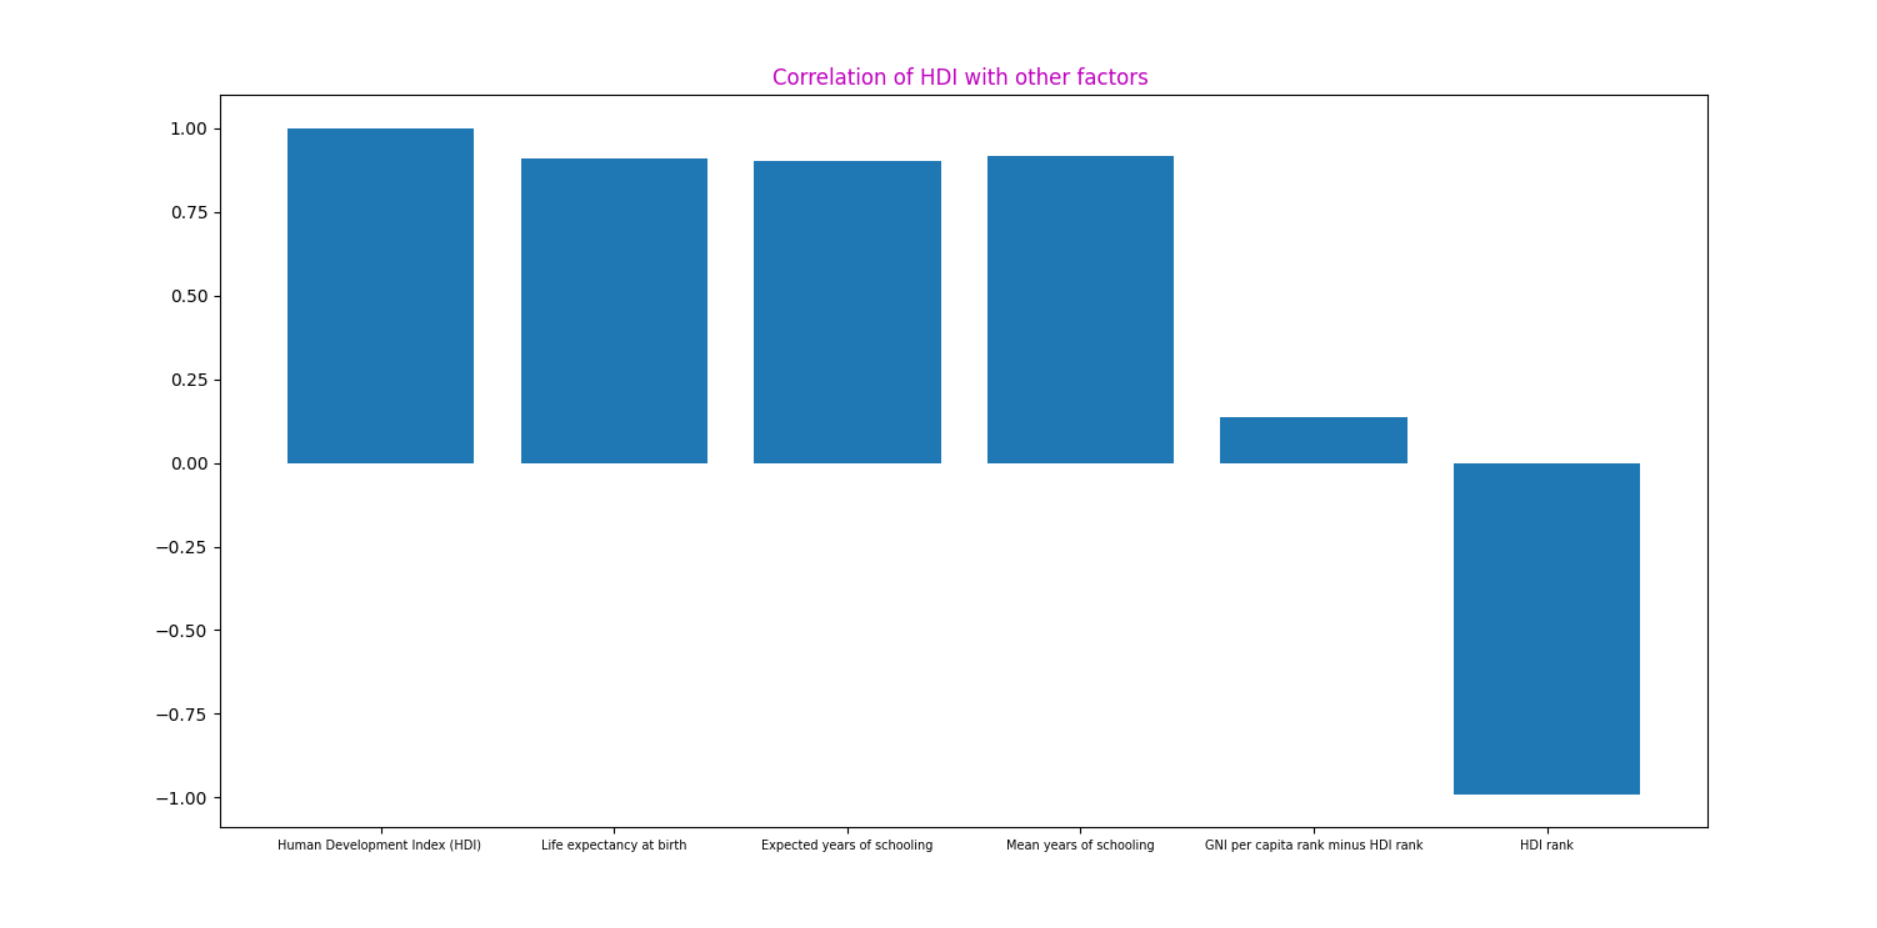 Correlation of HDI with other factors
1.00
0.75
0.50
0.25
0.00
−0.25
−0.50
−0.75
−1.00
Human Development Index (HDI)
Life expectancy at birth
Expected years of schooling
Mean years of schooling
GNI per capita rank minus HDI rank
HDI rank